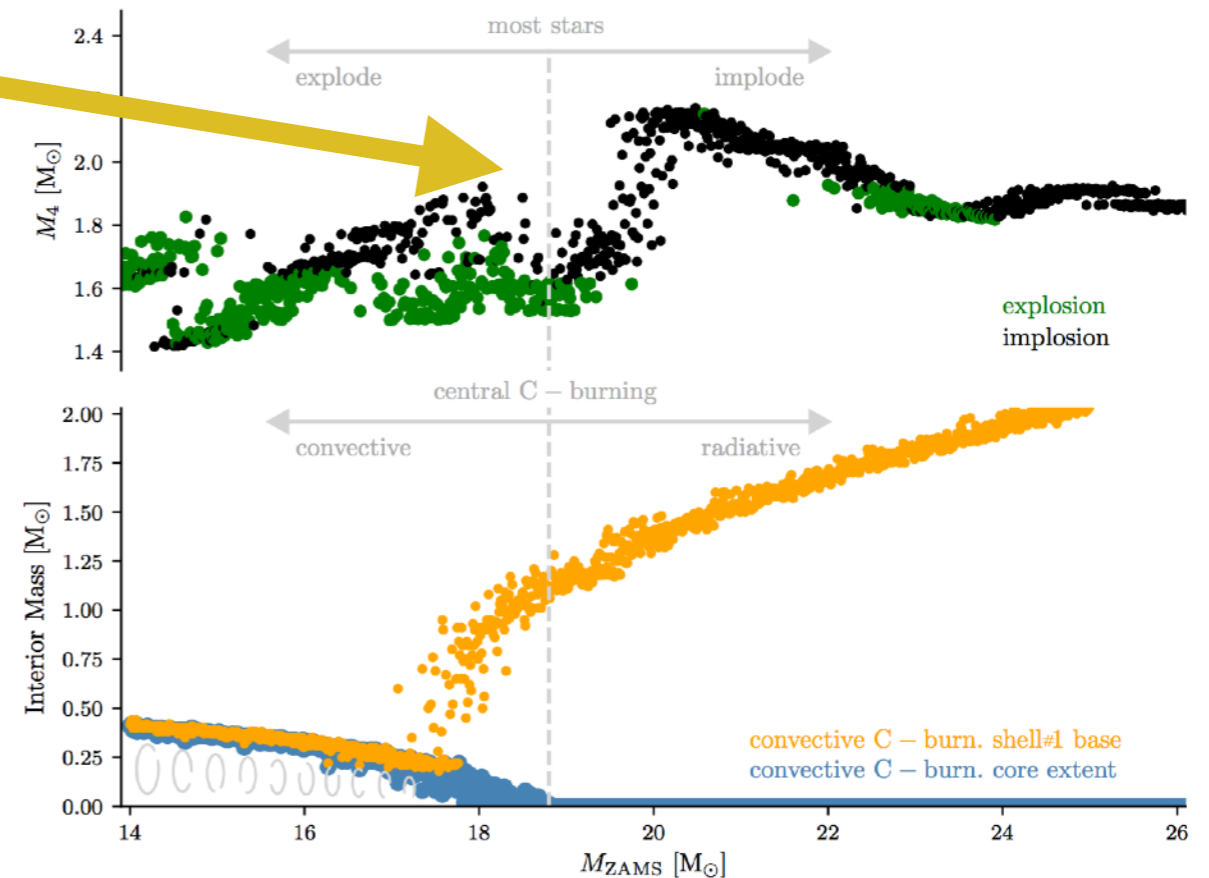 most stars
explode implode
2.4
2.0
1.8
1.6
1.4
M₄ [M⊙]
explosion
implosion
central C − burning
convective radiative
2.00
1.75
1.50
1.25
1.00
0.75
0.50
0.25
0.00
Interior Mass [M⊙]
convective C − burn. shell#1 base
convective C − burn. core extent
14 16 18 20 22 24 26
M_ZAMS [M⊙]